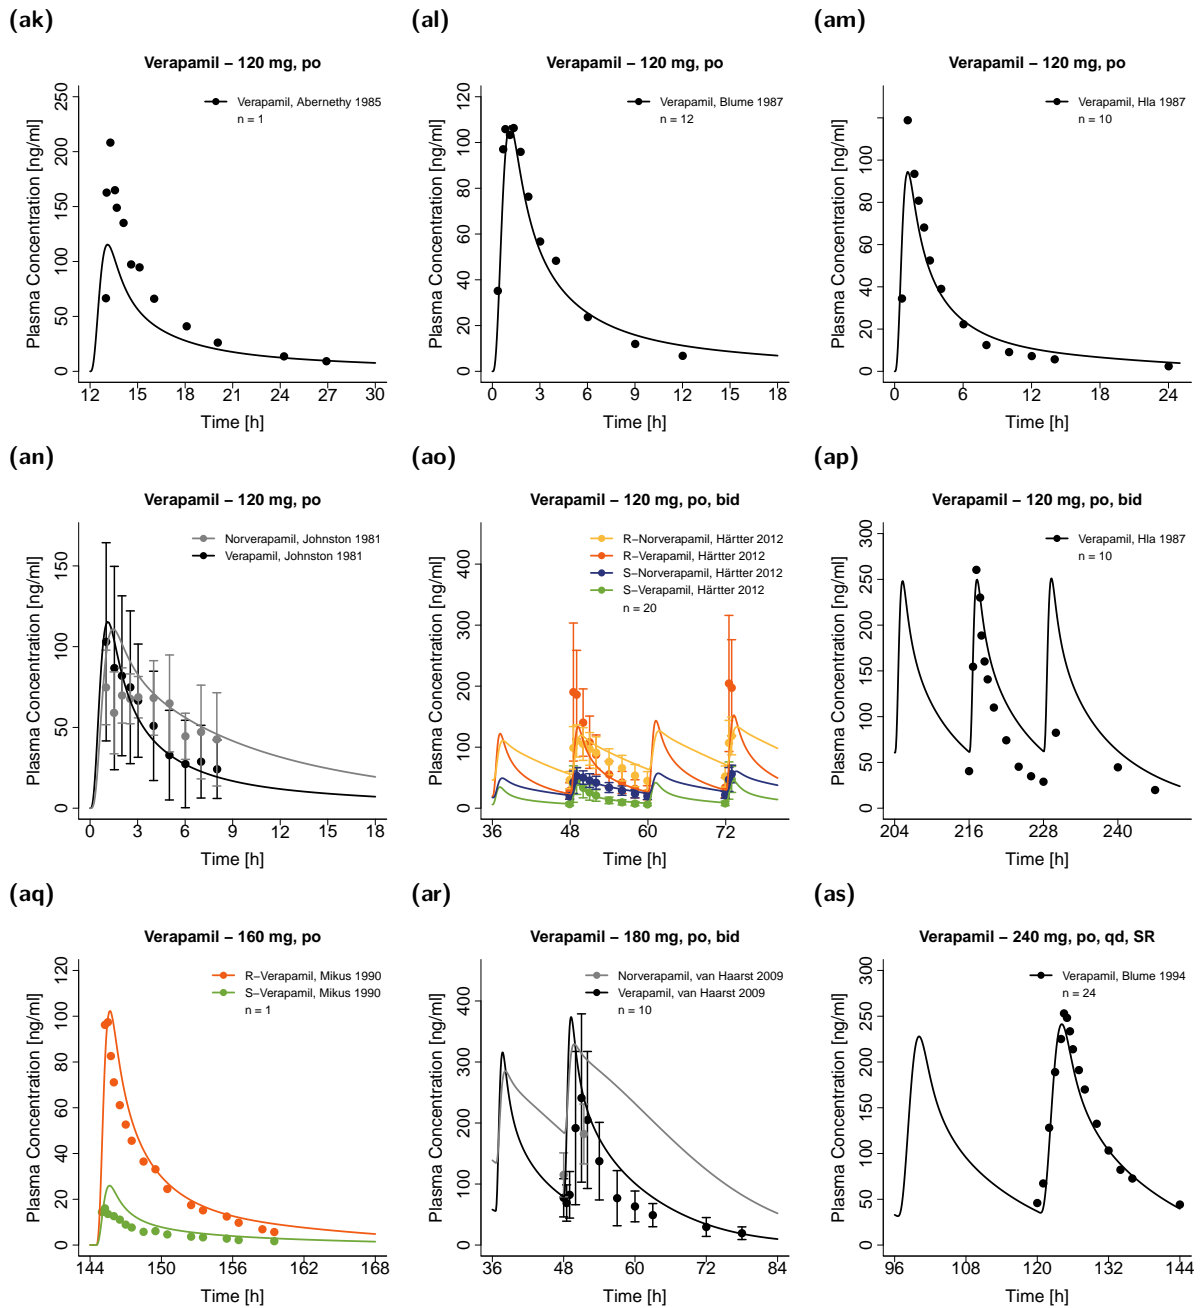 (ak)
Verapamil – 120 mg, po
Plasma Concentration [ng/ml]
250
200
150
100
50
0
Verapamil, Abernethy 1985
n = 1
12 15 18 21 24 27 30
Time [h]
(al)
Verapamil – 120 mg, po
Plasma Concentration [ng/ml]
120
100
80
60
40
20
0
Verapamil, Blume 1987
n = 12
0 3 6 9 12 15 18
Time [h]
(am)
Verapamil – 120 mg, po
Plasma Concentration [ng/ml]
100
80
60
40
20
0
Verapamil, Hla 1987
n = 10
0 6 12 18 24
Time [h]
(an)
Verapamil – 120 mg, po
Plasma Concentration [ng/ml]
150
100
50
0
Norverapamil, Johnston 1981
Verapamil, Johnston 1981
0 3 6 9 12 15 18
Time [h]
(ao)
Verapamil – 120 mg, po, bid
Plasma Concentration [ng/ml]
400
300
200
100
0
R–Norverapamil, Härtter 2012
R–Verapamil, Härtter 2012
S–Norverapamil, Härtter 2012
S–Verapamil, Härtter 2012
n = 20
36 48 60 72
Time [h]
(ap)
Verapamil – 120 mg, po, bid
Plasma Concentration [ng/ml]
300
250
200
150
100
50
0
Verapamil, Hla 1987
n = 10
204 216 228 240
Time [h]
(aq)
Verapamil – 160 mg, po
Plasma Concentration [ng/ml]
120
100
80
60
40
20
0
R–Verapamil, Mikus 1990
S–Verapamil, Mikus 1990
n = 1
144 150 156 162 168
Time [h]
(ar)
Verapamil – 180 mg, po, bid
Plasma Concentration [ng/ml]
400
300
200
100
0
Norverapamil, van Haarst 2009
Verapamil, van Haarst 2009
n = 10
36 48 60 72 84
Time [h]
(as)
Verapamil – 240 mg, po, qd, SR
Plasma Concentration [ng/ml]
300
250
200
150
100
50
0
Verapamil, Blume 1994
n = 24
96 108 120 132 144
Time [h]